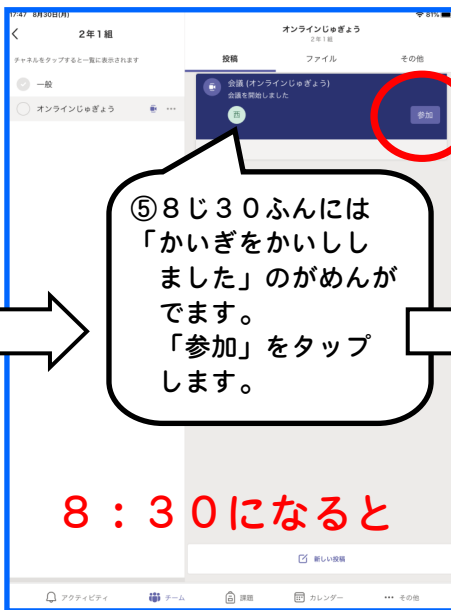 17:47 8月30日(月)
81%
2年1組
オンラインじゅぎょう
2年1組
チャネルをタップすると一覧に表示されます
投稿 ファイル その他
一般
オンラインじゅぎょう
会議 (オンラインじゅぎょう)
会議を開始しました
西
参加
⑤8じ30ふんには
「かいぎをかいしし
ました」のがめんが
でます。
「参加」をタップ
します。
8:30になると
新しい投稿
アクティビティ チーム 課題 カレンダー その他